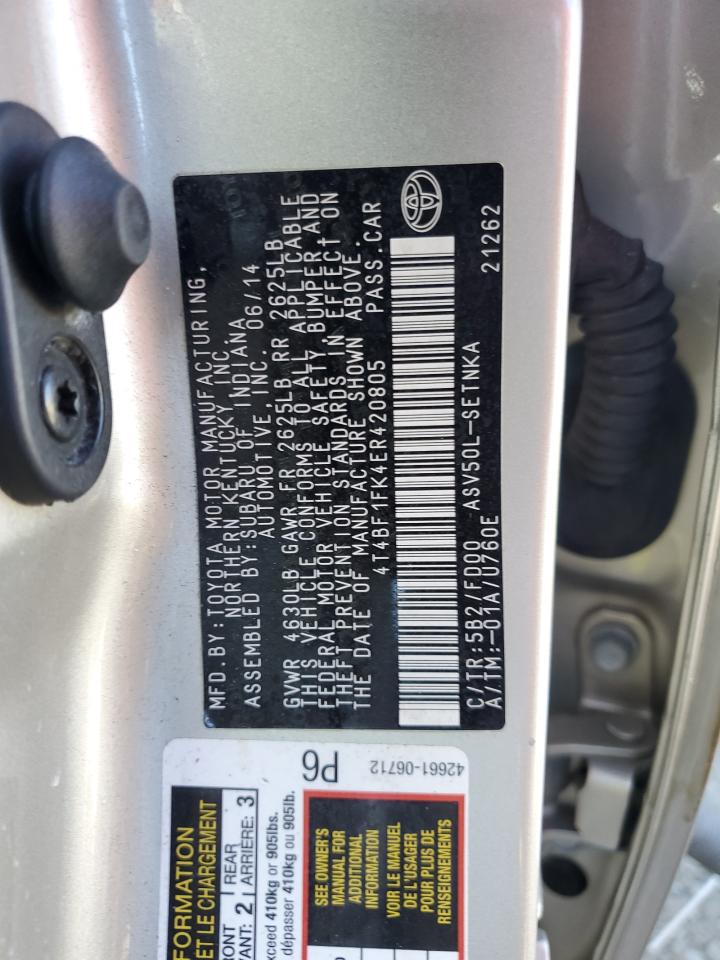 MFD.BY:TOYOTA MOTOR MANUFACTURING,
NORTHERN KENTUCKY, INC.
ASSEMBLED BY:SUBARU OF INDIANA
AUTOMOTIVE, INC. 06/14
GVWR 4630LB GAWR FR 2625LB RR 2625LB
THIS VEHICLE CONFORMS TO ALL APPLICABLE
FEDERAL MOTOR VEHICLE SAFETY, BUMPER, AND
THEFT PREVENTION STANDARDS IN EFFECT ON
THE DATE OF MANUFACTURE SHOWN ABOVE.
4T4BF1FK4ER420805 PASS.CAR
C/TR:5B2/FD00 ASV50L-SETNKA
A/TM:-01A/U760E 21262
P6
42661-06712
FORMATION
ET LE CHARGEMENT
RONT
VANT: 2
REAR
ARRIÈRE: 3
xceed 410kg or 905lbs.
dépasser 410kg ou 905lb.
SEE OWNER'S
MANUAL FOR
ADDITIONAL
INFORMATION
VOIR LE MANUEL
DE L'USAGER
POUR PLUS DE
RENSEIGNEMENTS